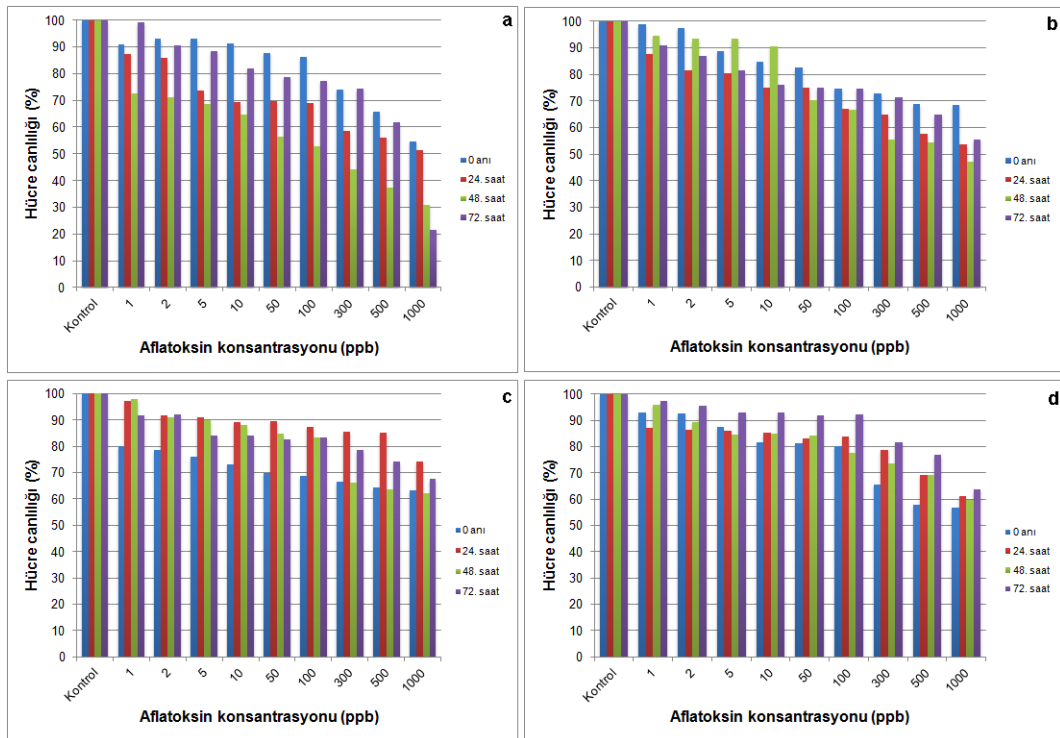 a
Hücre canlılığı (%)
100
90
80
70
60
50
40
30
20
10
0
Kontrol
1
2
5
10
50
100
300
500
1000
Aflatoksin konsantrasyonu (ppb)
0 anı
24. saat
48. saat
72. saat
b
Hücre canlılığı (%)
100
90
80
70
60
50
40
30
20
10
0
Kontrol
1
2
5
10
50
100
300
500
1000
Aflatoksin konsantrasyonu (ppb)
0 anı
24. saat
48. saat
72. saat
c
Hücre canlılığı (%)
100
90
80
70
60
50
40
30
20
10
0
Kontrol
1
2
5
10
50
100
300
500
1000
Aflatoksin konsantrasyonu (ppb)
0 anı
24. saat
48. saat
72. saat
d
Hücre canlılığı (%)
100
90
80
70
60
50
40
30
20
10
0
Kontrol
1
2
5
10
50
100
300
500
1000
Aflatoksin konsantrasyonu (ppb)
0 anı
24. saat
48. saat
72. saat